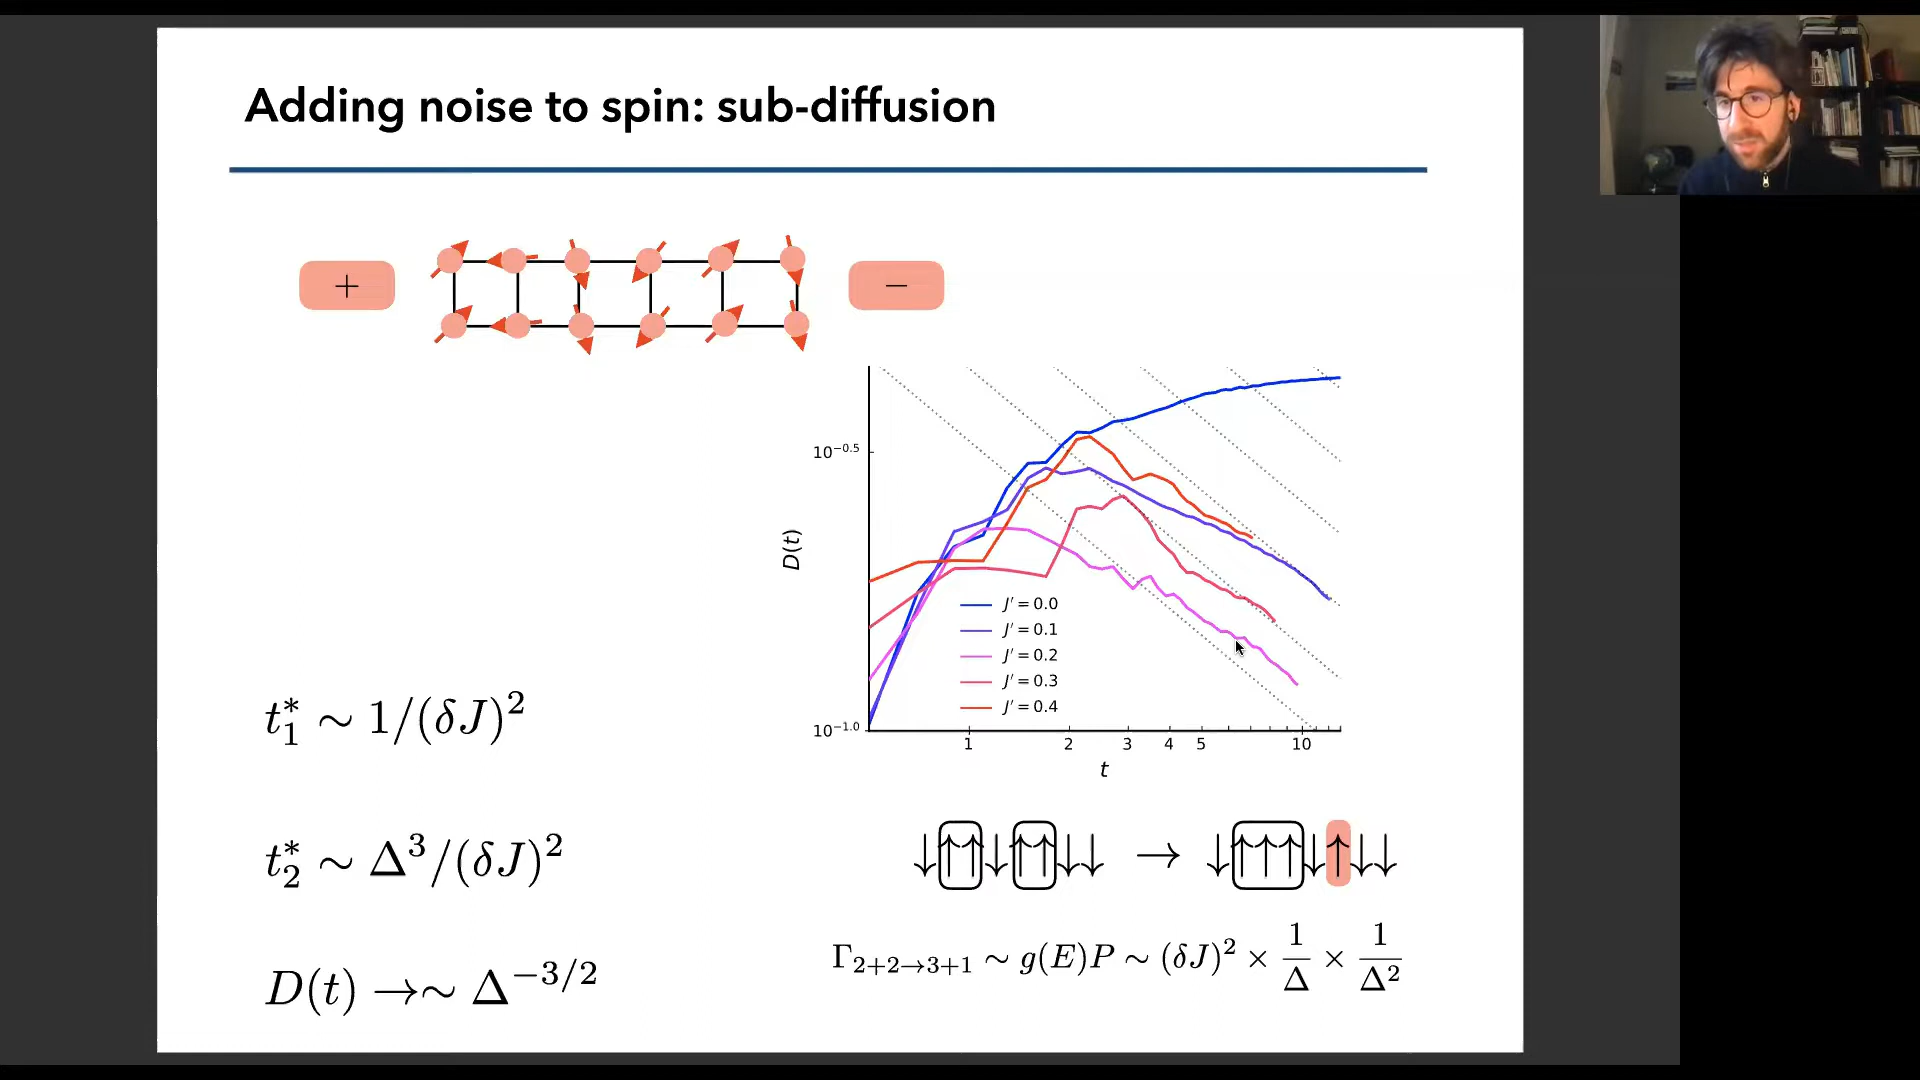 Adding noise to spin: sub-diffusion
+
−
10^{−0.5}
D(t)
J′ = 0.0
J′ = 0.1
J′ = 0.2
J′ = 0.3
J′ = 0.4
10^{−1.0}
1 2 3 4 5 10
t
t_1^* ∼ 1/(δJ)^2
t_2^* ∼ Δ^3/(δJ)^2
D(t) →∼ Δ^{−3/2}
↓↑↑↓↑↑↓↓ → ↓↑↑↑↓↑↓↓
Γ_{2+2→3+1} ∼ g(E)P ∼ (δJ)^2 × 1/Δ × 1/Δ^2